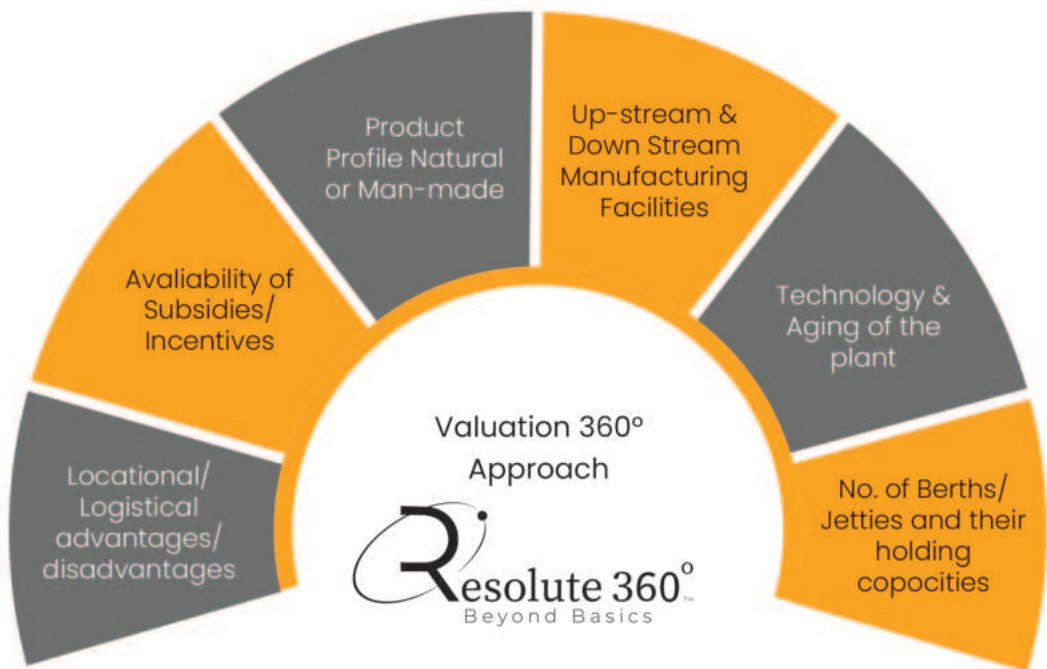 Locational/
Logistical
advantages/
disadvantages
Avaliability of
Subsidies/
Incentives
Product
Profile Natural
or Man-made
Up-stream &
Down Stream
Manufacturing
Facilities
Technology &
Aging of the
plant
No. of Berths/
Jetties and their
holding
copocities
Valuation 360°
Approach
Resolute 360°
Beyond Basics